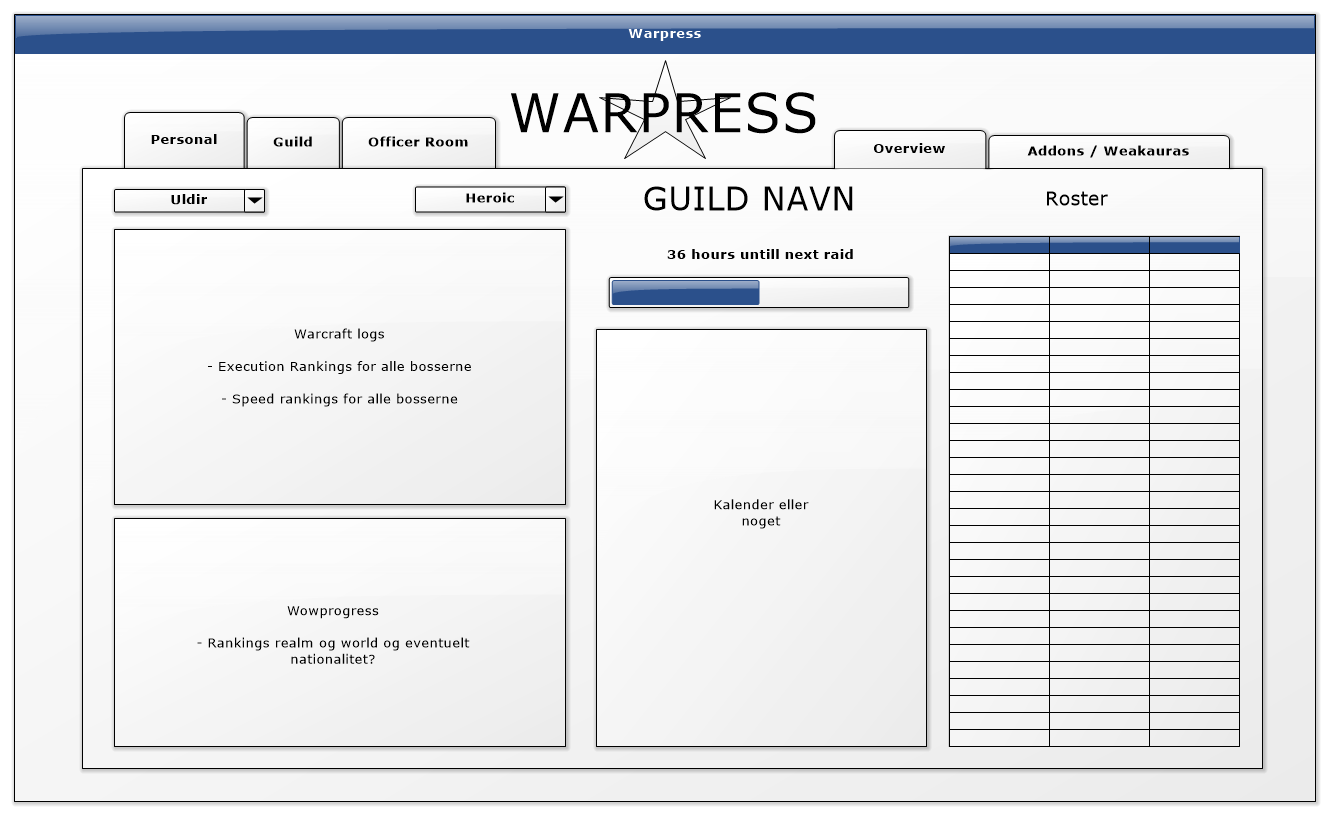 Warpress
WARPRESS
Personal
Guild
Officer Room
Overview
Addons / Weakauras
Uldir
Heroic
GUILD NAVN
Roster
36 hours untill next raid
Warcraft logs
- Execution Rankings for alle bosserne
- Speed rankings for alle bosserne
Kalender eller
noget
Wowprogress
- Rankings realm og world og eventuelt
nationalitet?